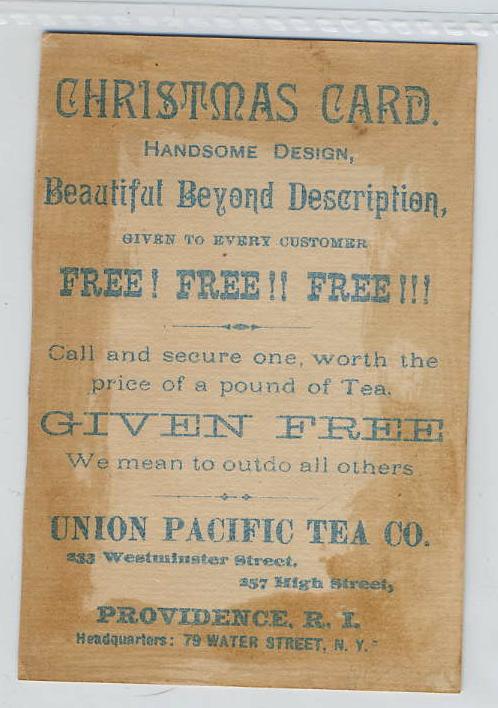 CHRISTMAS CARD.
HANDSOME DESIGN,
Beautiful Beyond Description,
GIVEN TO EVERY CUSTOMER
FREE! FREE!! FREE!!!
Call and secure one, worth the
price of a pound of Tea.
GIVEN FREE
We mean to outdo all others
UNION PACIFIC TEA CO.
233 Westminster Street,
257 High Street,
PROVIDENCE, R. I.
Headquarters: 79 WATER STREET, N. Y.